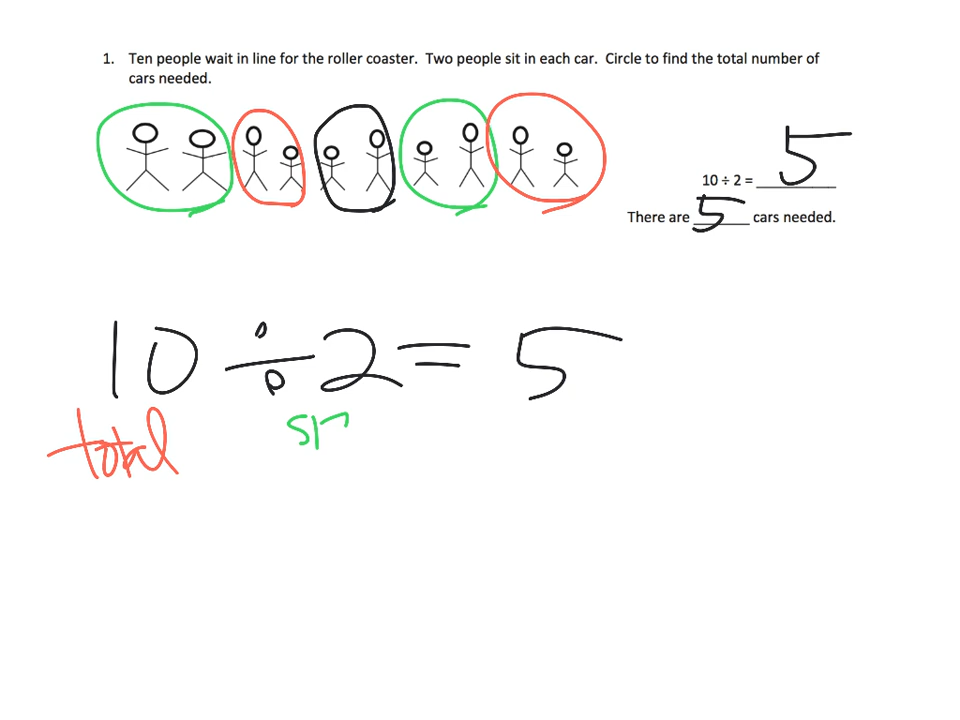 1. Ten people wait in line for the roller coaster. Two people sit in each car. Circle to find the total number of
cars needed.
10 ÷ 2 = 5
There are 5 cars needed.
10 ÷ 2 = 5
total